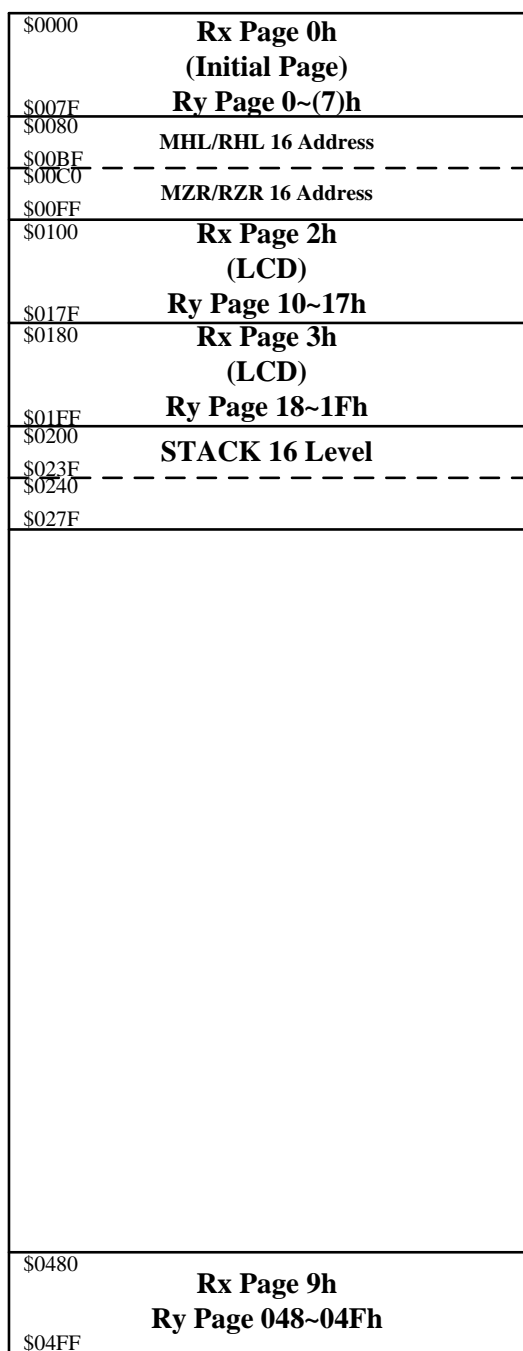 $0000
Rx Page 0h
(Initial Page)
Ry Page 0~(7)h
$007F
$0080
MHL/RHL 16 Address
$00BF
$00C0
MZR/RZR 16 Address
$00FF
$0100
Rx Page 2h
(LCD)
Ry Page 10~17h
$017F
$0180
Rx Page 3h
(LCD)
Ry Page 18~1Fh
$01FF
$0200
STACK 16 Level
$023F
$0240
$027F
$0480
Rx Page 9h
Ry Page 048~04Fh
$04FF